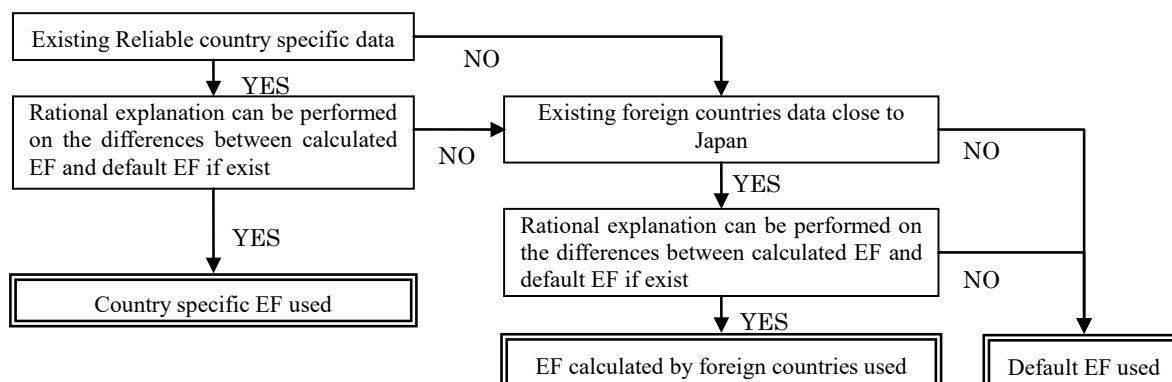 Existing Reliable country specific data
NO
YES
Rational explanation can be performed
on the differences between calculated
EF and default EF if exist
NO
Existing foreign countries data close to
Japan
NO
YES
YES
Rational explanation can be performed on
the differences between calculated EF and
default EF if exist
NO
Country specific EF used
YES
EF calculated by foreign countries used
Default EF used